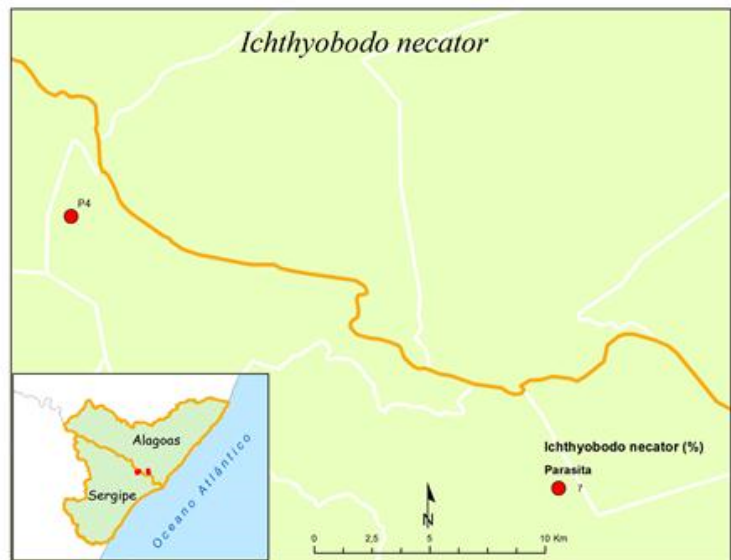 Ichthyobodo necator
P4
Alagoas
Sergipe
Oceano Atlântico
Ichthyobodo necator (%)
Parasita
7
N
0 2,5 5 10 Km